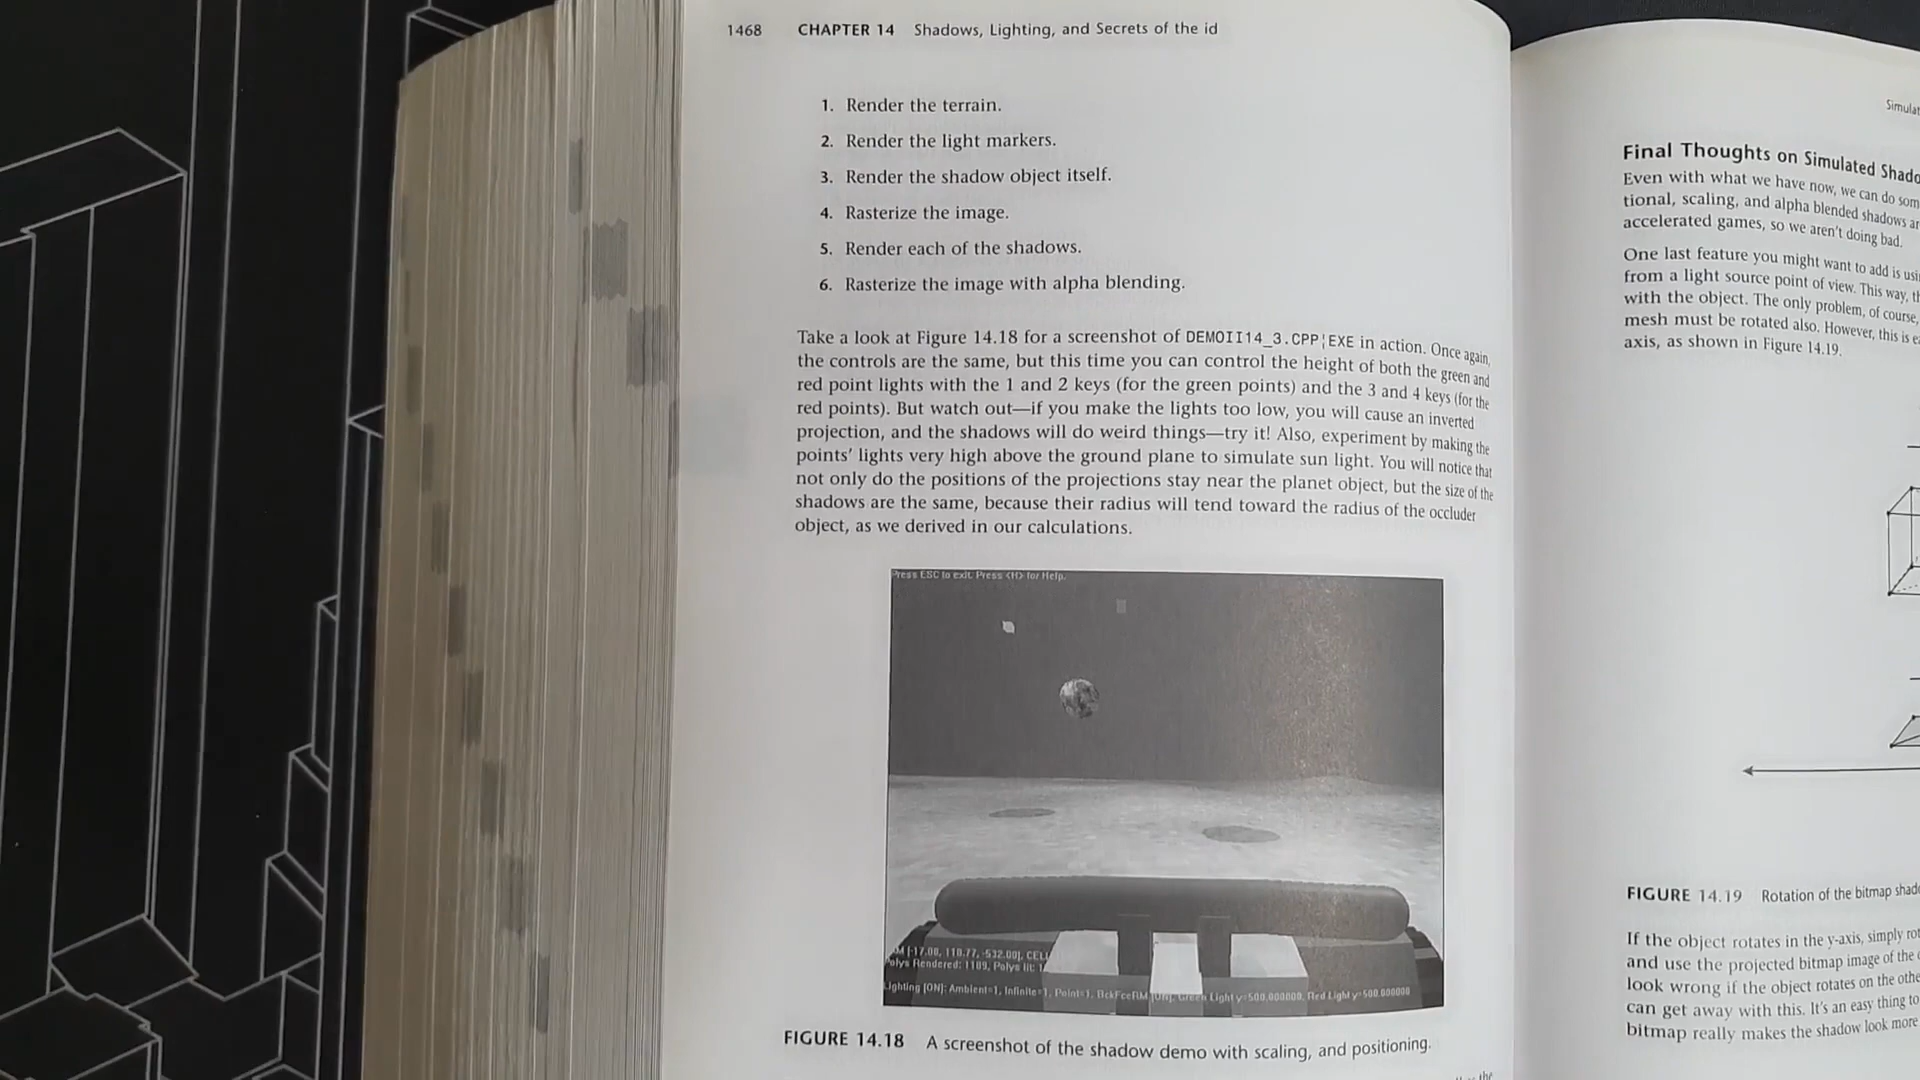 1468 CHAPTER 14 Shadows, Lighting, and Secrets of the id
1. Render the terrain.
2. Render the light markers.
3. Render the shadow object itself.
4. Rasterize the image.
5. Render each of the shadows.
6. Rasterize the image with alpha blending.
Take a look at Figure 14.18 for a screenshot of DEMOII14_3.CPP¦EXE in action. Once again,
the controls are the same, but this time you can control the height of both the green and
red point lights with the 1 and 2 keys (for the green points) and the 3 and 4 keys (for the
red points). But watch out—if you make the lights too low, you will cause an inverted
projection, and the shadows will do weird things—try it! Also, experiment by making the
points' lights very high above the ground plane to simulate sun light. You will notice that
not only do the positions of the projections stay near the planet object, but the size of the
shadows are the same, because their radius will tend toward the radius of the occluder
object, as we derived in our calculations.
Press ESC to exit. Press <H> for Help.
[-17.00, 110.77, -532.00], CELL
Polys Rendered: 1109, Polys lit:
Lighting [ON]: Ambient=1, Infinite=1, Point=1, BckFceRM [ON], Green Light y=500.000000, Red Light y=500.000000
FIGURE 14.18 A screenshot of the shadow demo with scaling, and positioning.
the
Final Thoughts on Simulated
Even with what we have now, we can do
tional, scaling, and alpha blended shadows
accelerated games, so we aren't doing bad.
One last feature you might want to add is
from a light source point of view. This way,
with the object. The only problem, of course,
mesh must be rotated also. However, this is
axis, as shown in Figure 14.19.
FIGURE 14.19 Rotation of the bitmap
If the object rotates in the y-axis, simply
and use the projected bitmap image of the
look wrong if the object rotates on the
can get away with this. It's an easy thing to
bitmap really makes the shadow look more